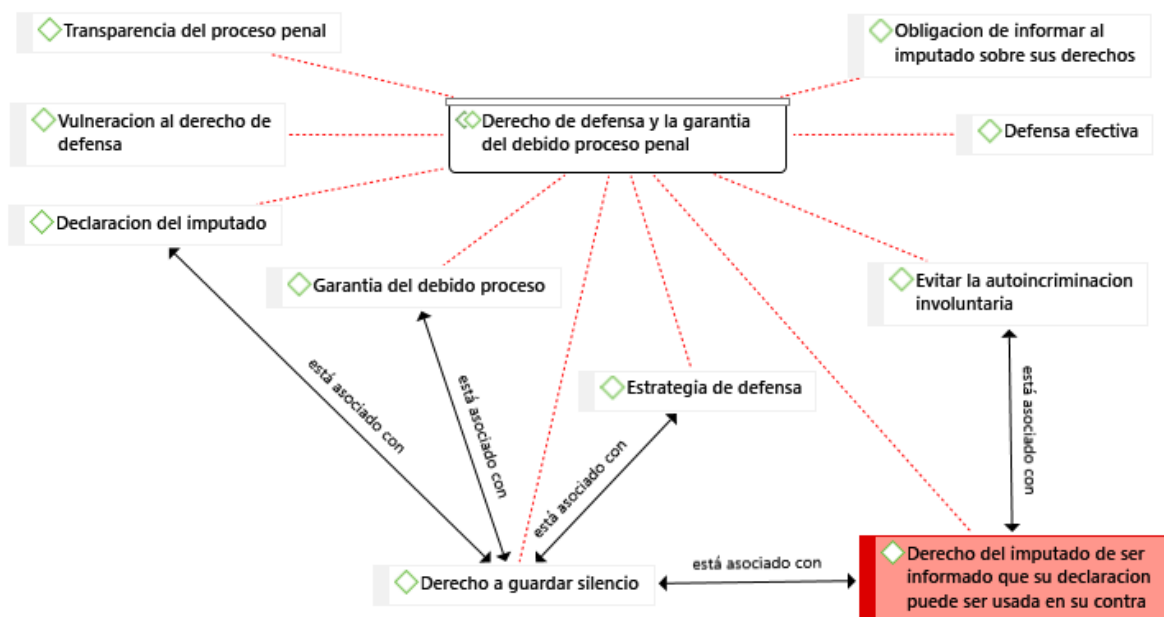 Transparencia del proceso penal
Obligacion de informar al
imputado sobre sus derechos
Vulneracion al derecho de
defensa
Derecho de defensa y la garantia
del debido proceso penal
Defensa efectiva
Declaracion del imputado
Garantia del debido proceso
Evitar la autoincriminacion
involuntaria
Estrategia de defensa
está asociado con
está asociado con
está asociado con
está asociado con
está asociado con
Derecho a guardar silencio
Derecho del imputado de ser
informado que su declaracion
puede ser usada en su contra